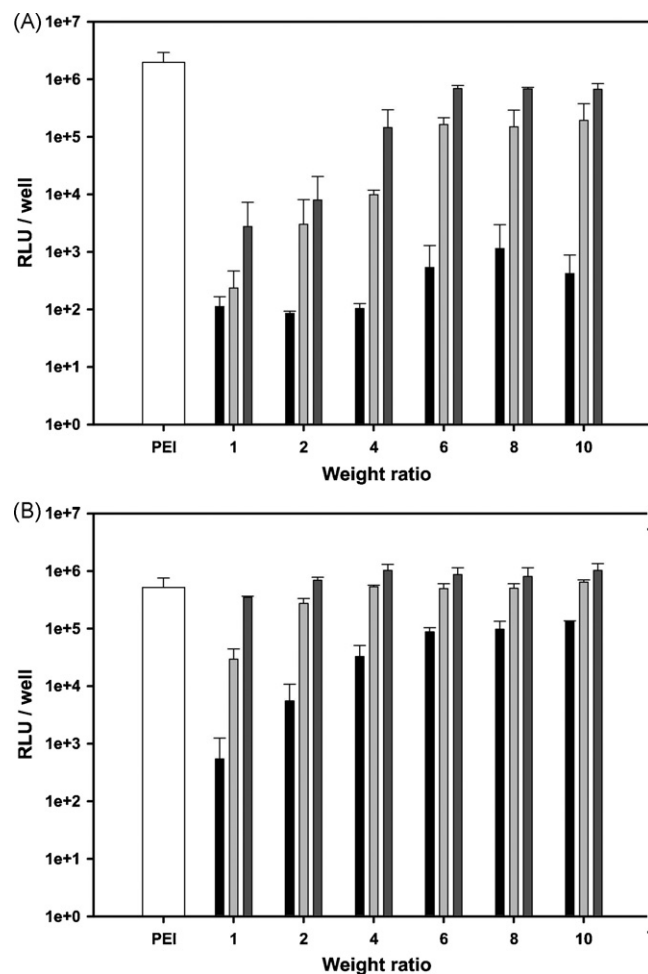 (A)
1e+7
1e+6
1e+5
1e+4
1e+3
1e+2
1e+1
1e+0
RLU / well
PEI 1 2 4 6 8 10
Weight ratio
(B)
1e+7
1e+6
1e+5
1e+4
1e+3
1e+2
1e+1
1e+0
RLU / well
PEI 1 2 4 6 8 10
Weight ratio